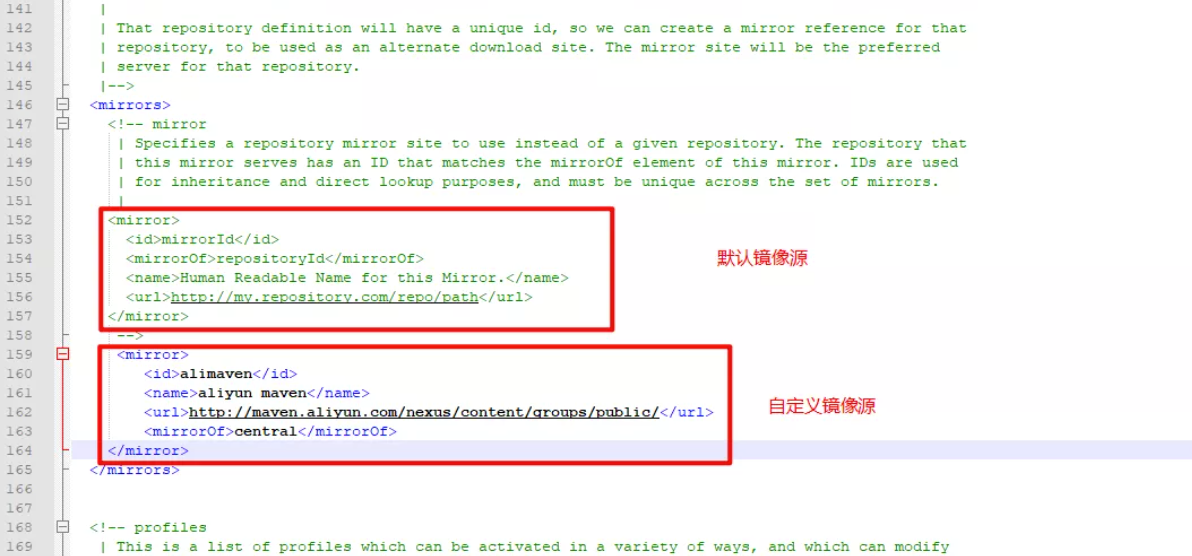 141 |
142 | That repository definition will have a unique id, so we can create a mirror reference for that
143 | repository, to be used as an alternate download site. The mirror site will be the preferred
144 | server for that repository.
145 |-->
146 <mirrors>
147 <!-- mirror
148 | Specifies a repository mirror site to use instead of a given repository. The repository that
149 | this mirror serves has an ID that matches the mirrorOf element of this mirror. IDs are used
150 | for inheritance and direct lookup purposes, and must be unique across the set of mirrors.
151 |
152 <mirror>
153 <id>mirrorId</id>
154 <mirrorOf>repositoryId</mirrorOf>
默认镜像源
155 <name>Human Readable Name for this Mirror.</name>
156 <url>http://my.repository.com/repo/path</url>
157 </mirror>
158 -->
159 <mirror>
160 <id>alimaven</id>
161 <name>aliyun maven</name>
162 <url>http://maven.aliyun.com/nexus/content/groups/public/</url>
自定义镜像源
163 <mirrorOf>central</mirrorOf>
164 </mirror>
165 </mirrors>
166
167
168 <!-- profiles
169 | This is a list of profiles which can be activated in a variety of ways, and which can modify